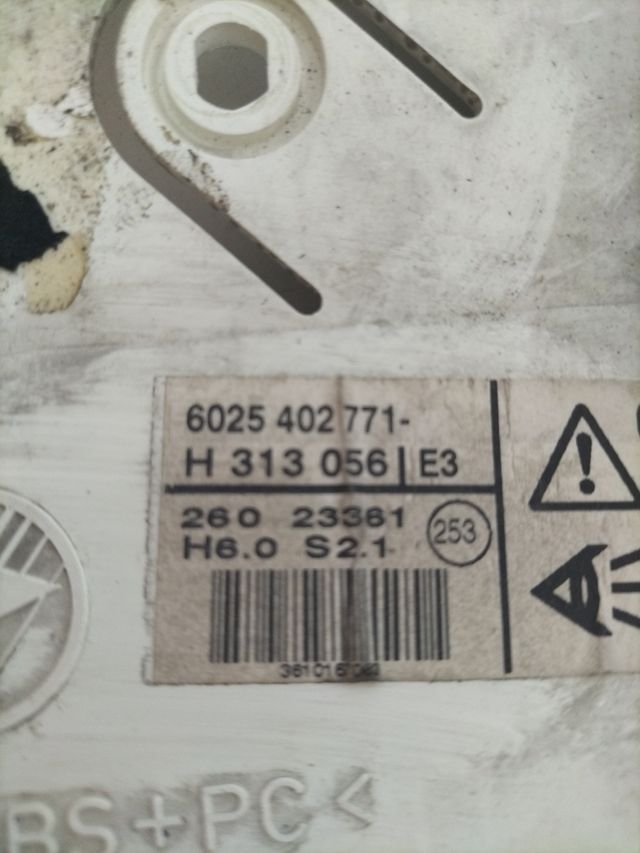 6025 402 771-
H 313 056 E3
260 23361
H6.0 S2.1 253
BS+PC<